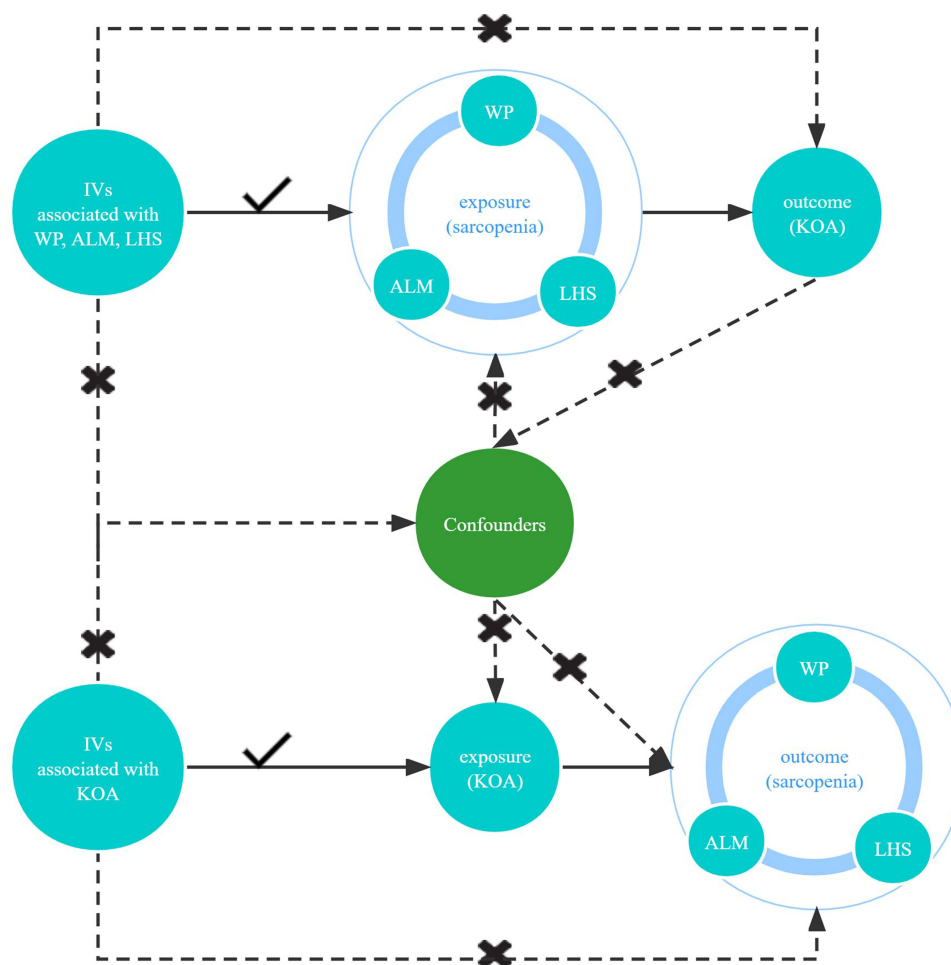 WP
IVs
associated with
WP, ALM, LHS
exposure
(sarcopenia)
outcome
(KOA)
ALM
LHS
Confounders
WP
IVs
associated with
KOA
exposure
(KOA)
outcome
(sarcopenia)
ALM
LHS